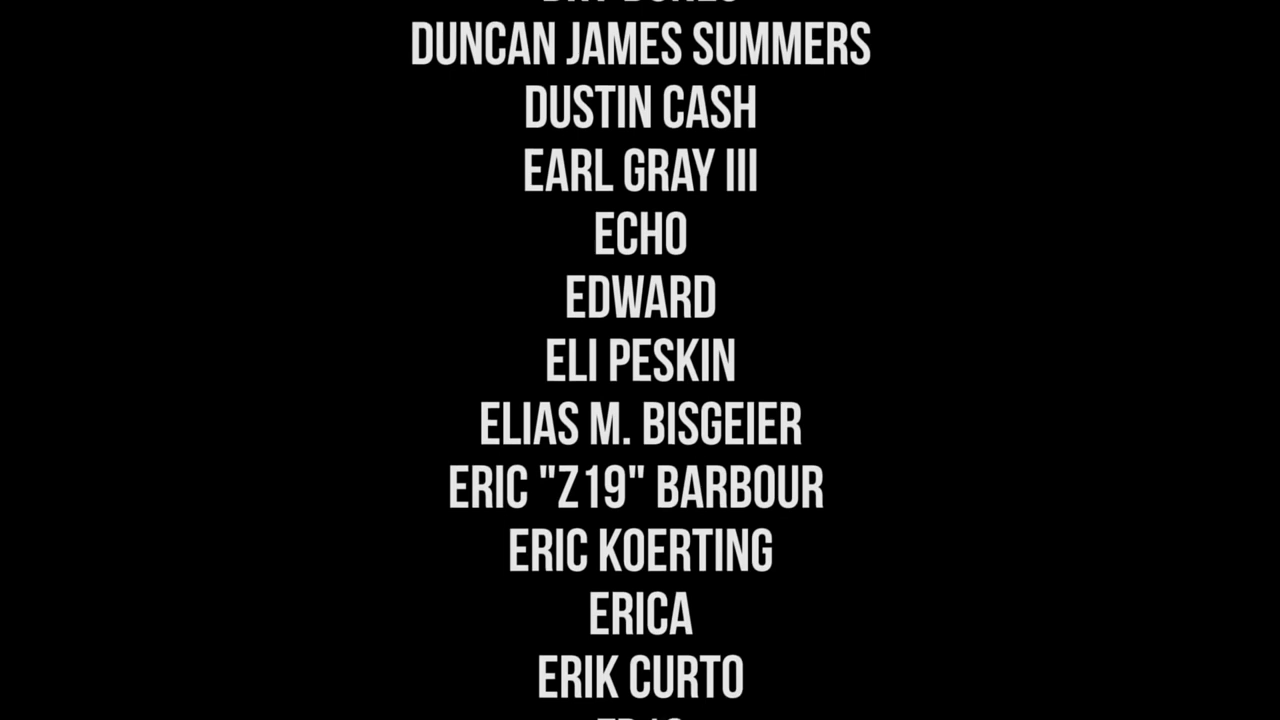 DUNCAN JAMES SUMMERS
DUSTIN CASH
EARL GRAY III
ECHO
EDWARD
ELI PESKIN
ELIAS M. BISGEIER
ERIC "Z19" BARBOUR
ERIC KOERTING
ERICA
ERIK CURTO